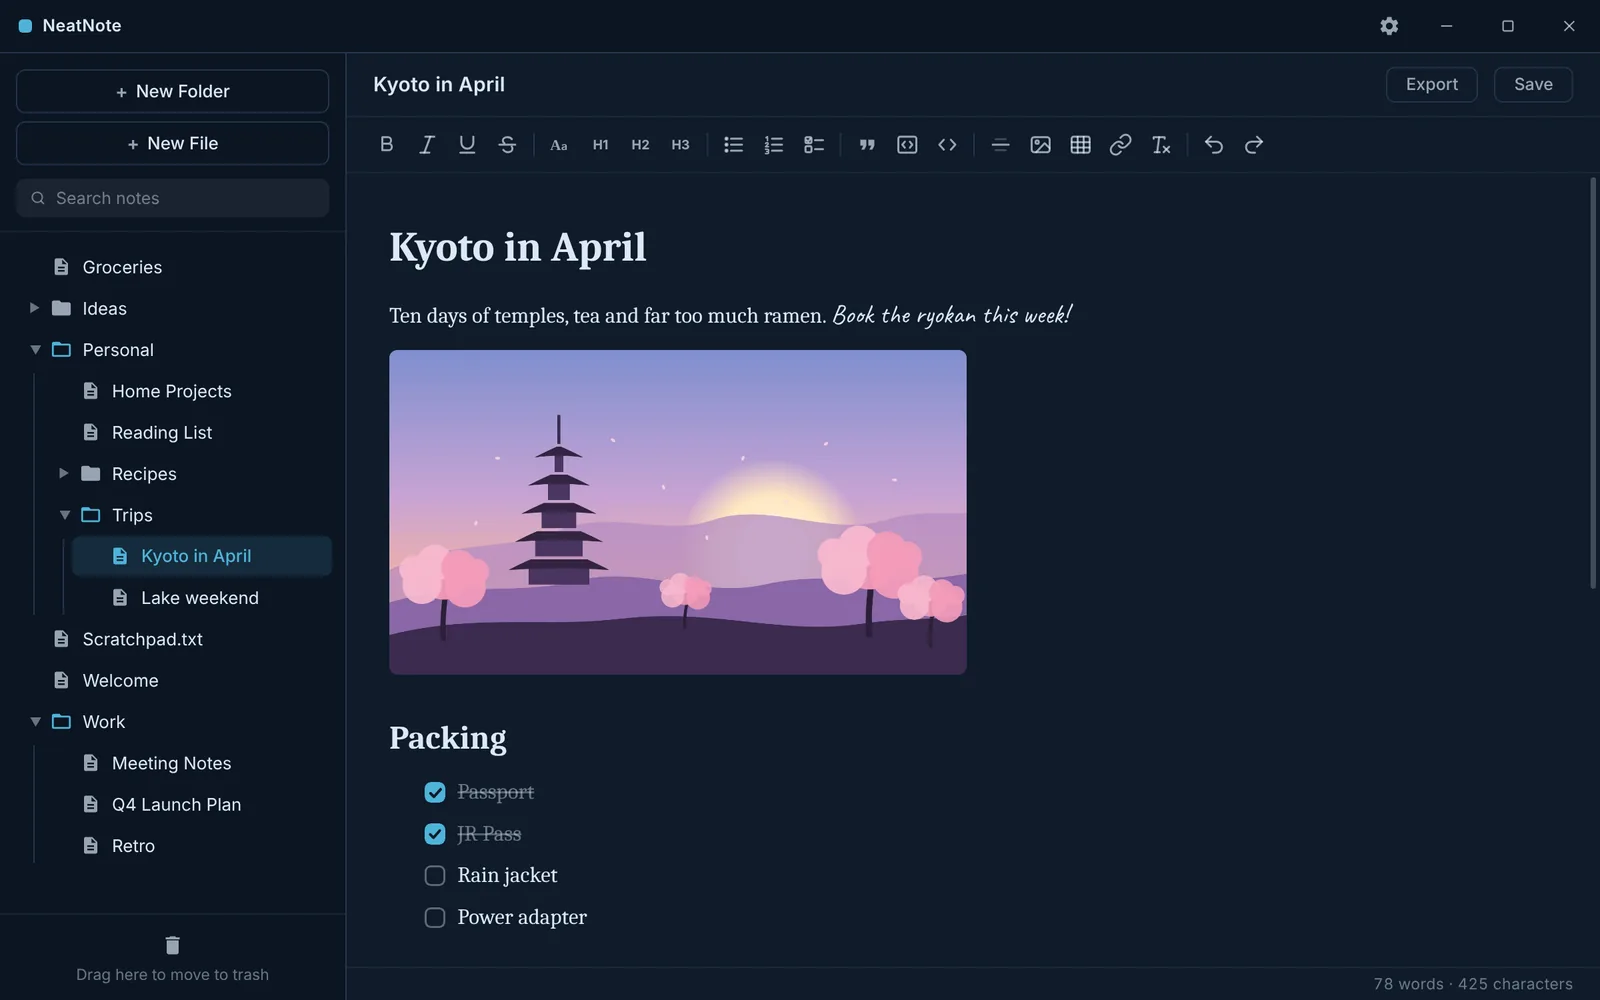 NeatNote
+ New Folder
+ New File
Search notes
Groceries
Ideas
Personal
Home Projects
Reading List
Recipes
Trips
Kyoto in April
Lake weekend
Scratchpad.txt
Welcome
Work
Meeting Notes
Q4 Launch Plan
Retro
Drag here to move to trash
Kyoto in April
Export Save
B I U S Aa H1 H2 H3
Kyoto in April
Ten days of temples, tea and far too much ramen. Book the ryokan this week!
Packing
Passport
JR Pass
Rain jacket
Power adapter
78 words · 425 characters